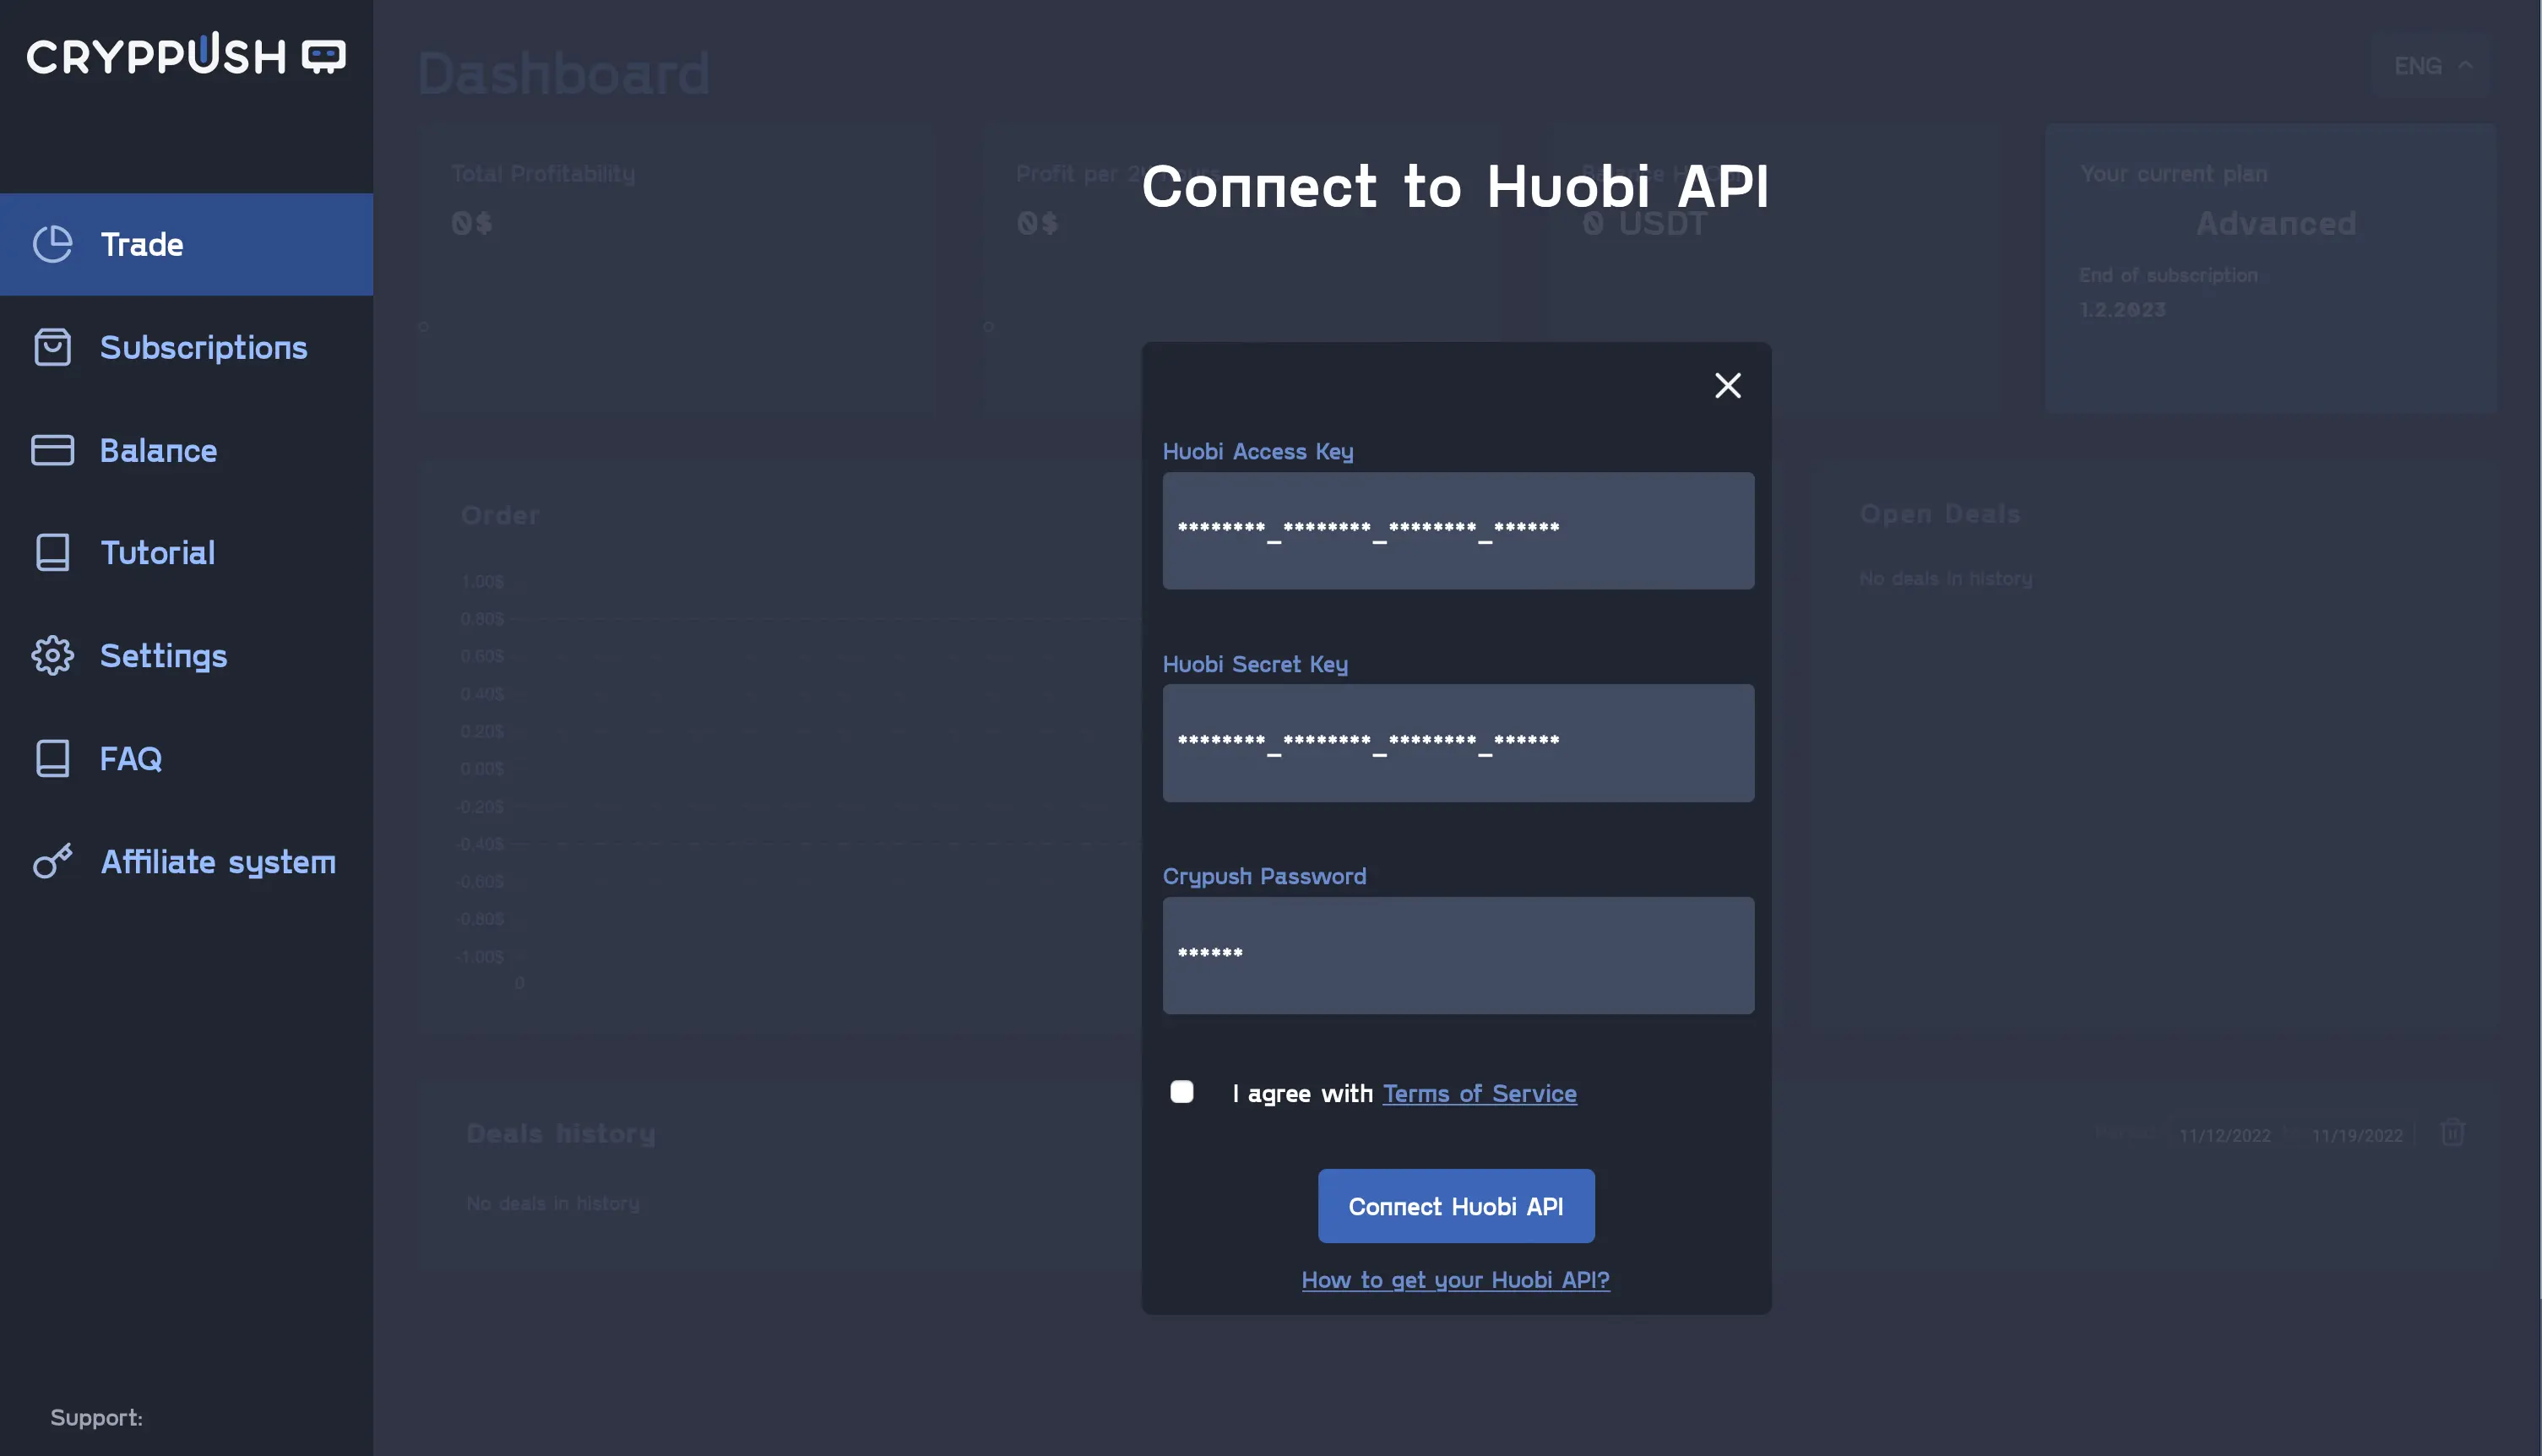 CRYPPUSH
Trade
Subscriptions
Balance
Tutorial
Settings
FAQ
Affiliate system
Support:
Dashboard
ENG
Total Profitability
0$
Profit per 24 hours
0$
0 USDT
Your current plan
Advanced
End of subscription
1.2.2023
Connect to Huobi API
Huobi Access Key
********_********_********_******
Huobi Secret Key
********_********_********_******
Crypush Password
******
I agree with Terms of Service
Connect Huobi API
How to get your Huobi API?
Order
1.00$
0.80$
0.60$
0.40$
0.20$
0.00$
-0.20$
-0.40$
-0.60$
-0.80$
-1.00$
0
Open Deals
No deals in history
Deals history
11/12/2022
11/19/2022
No deals in history